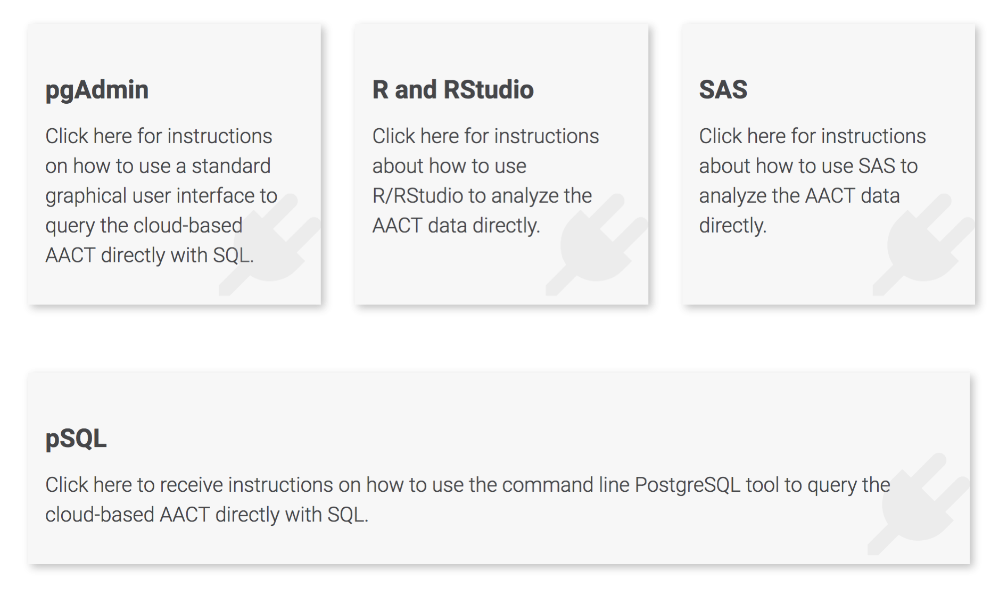 pgAdmin
Click here for instructions
on how to use a standard
graphical user interface to
query the cloud-based
AACT directly with SQL.
R and RStudio
Click here for instructions
about how to use
R/RStudio to analyze the
AACT data directly.
SAS
Click here for instructions
about how to use SAS to
analyze the AACT data
directly.
pSQL
Click here to receive instructions on how to use the command line PostgreSQL tool to query the
cloud-based AACT directly with SQL.